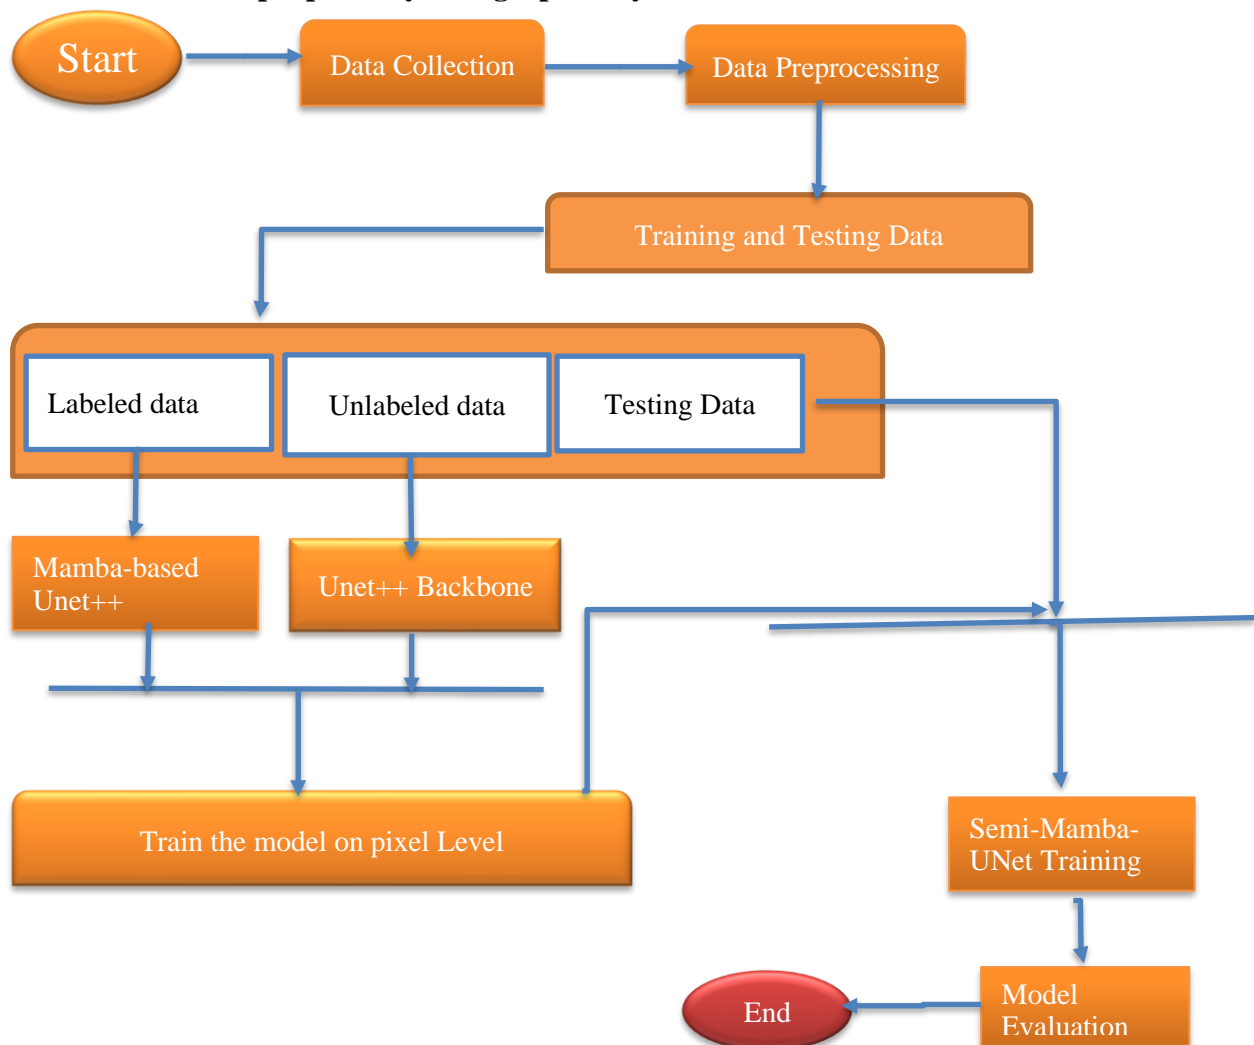 Start
Data Collection
Data Preprocessing
Training and Testing Data
Labeled data
Unlabeled data
Testing Data
Mamba-based
Unet++
Unet++ Backbone
Train the model on pixel Level
Semi-Mamba-
UNet Training
Model
Evaluation
End